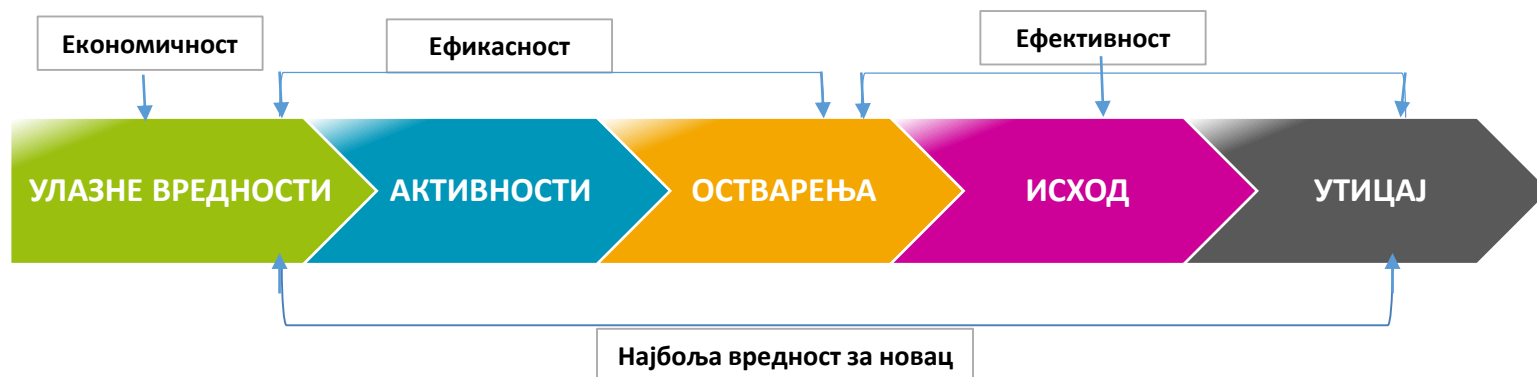 Економичност
Ефикасност
Ефективност
УЛАЗНЕ ВРЕДНОСТИ
АКТИВНОСТИ
ОСТВАРЕЊА
ИСХОД
УТИЦАЈ
Најбоља вредност за новац